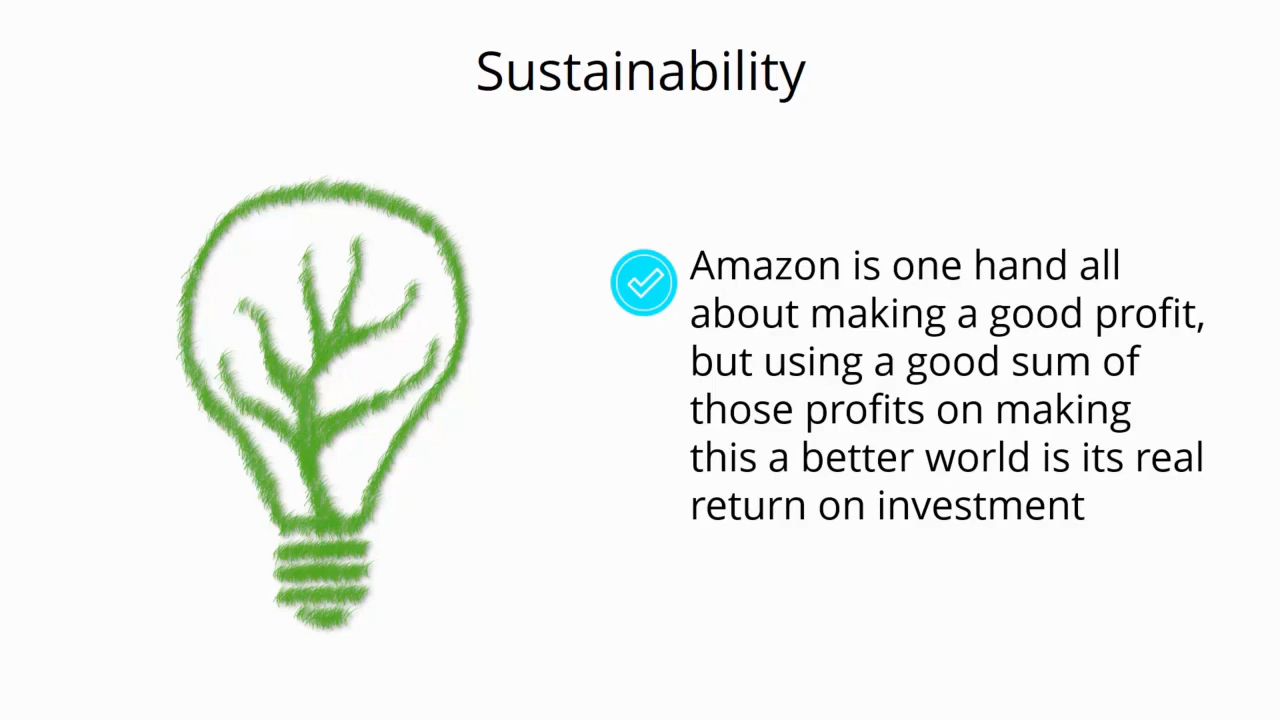 Sustainability
Amazon is one hand all
about making a good profit,
but using a good sum of
those profits on making
this a better world is its real
return on investment